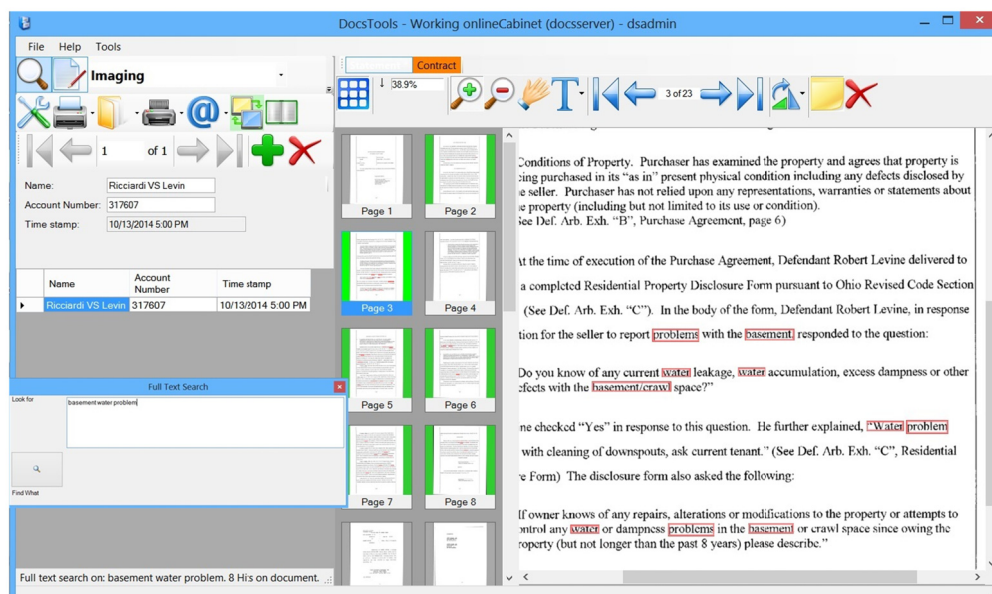 DocsTools - Working onlineCabinet (docsserver) - dsadmin
File Help Tools
Imaging
1 of 1
Name: Ricciardi VS Levin
Account Number: 317607
Time stamp: 10/13/2014 5:00 PM
Name Account Number Time stamp
Ricciardi VS Levin 317607 10/13/2014 5:00 PM
Full Text Search
Look for
basement water problem
Find What
Full text search on: basement water problem. 8 His on document.
Contract
38.9%
T
3 of 23
Page 1 Page 2
Page 3 Page 4
Page 5 Page 6
Page 7 Page 8
Conditions of Property. Purchaser has examined the property and agrees that property is
eing purchased in its “as in” present physical condition including any defects disclosed by
e seller. Purchaser has not relied upon any representations, warranties or statements about
e property (including but not limited to its use or condition).
See Def. Arb. Exh. “B”, Purchase Agreement, page 6)
At the time of execution of the Purchase Agreement, Defendant Robert Levine delivered to
a completed Residential Property Disclosure Form pursuant to Ohio Revised Code Section
(See Def. Arb. Exh. “C”). In the body of the form, Defendant Robert Levine, in response
tion for the seller to report problems with the basement, responded to the question:
Do you know of any current water leakage, water accumulation, excess dampness or other
efects with the basement/crawl space?”
ne checked “Yes” in response to this question. He further explained, “Water problem
with cleaning of downspouts, ask current tenant.” (See Def. Arb. Exh. “C”, Residential
e Form) The disclosure form also asked the following:
If owner knows of any repairs, alterations or modifications to the property or attempts to
ontrol any water or dampness problems in the basement or crawl space since owing the
roperty (but not longer than the past 8 years) please describe.”